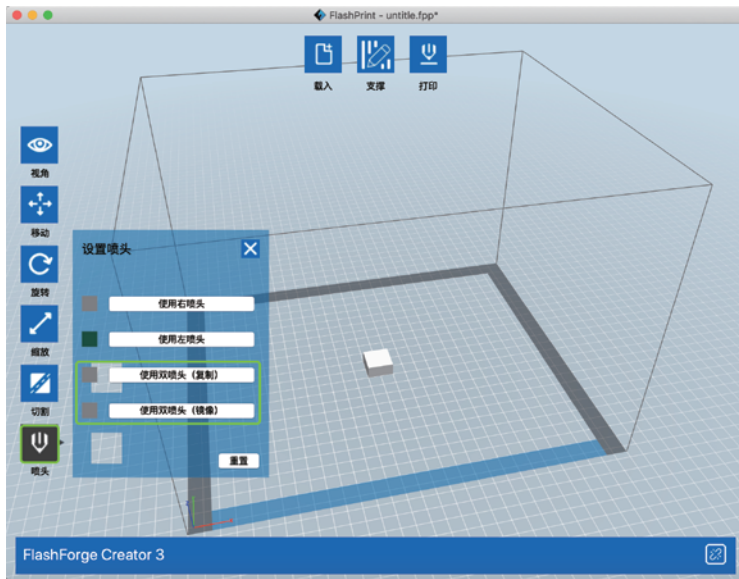 FlashPrint - untitle.fpp*
载入 支撑 打印
视角
移动
设置喷头
旋转
使用右喷头
使用左喷头
缩放
使用双喷头（复制）
使用双喷头（镜像）
切割
重置
喷头
FlashForge Creator 3